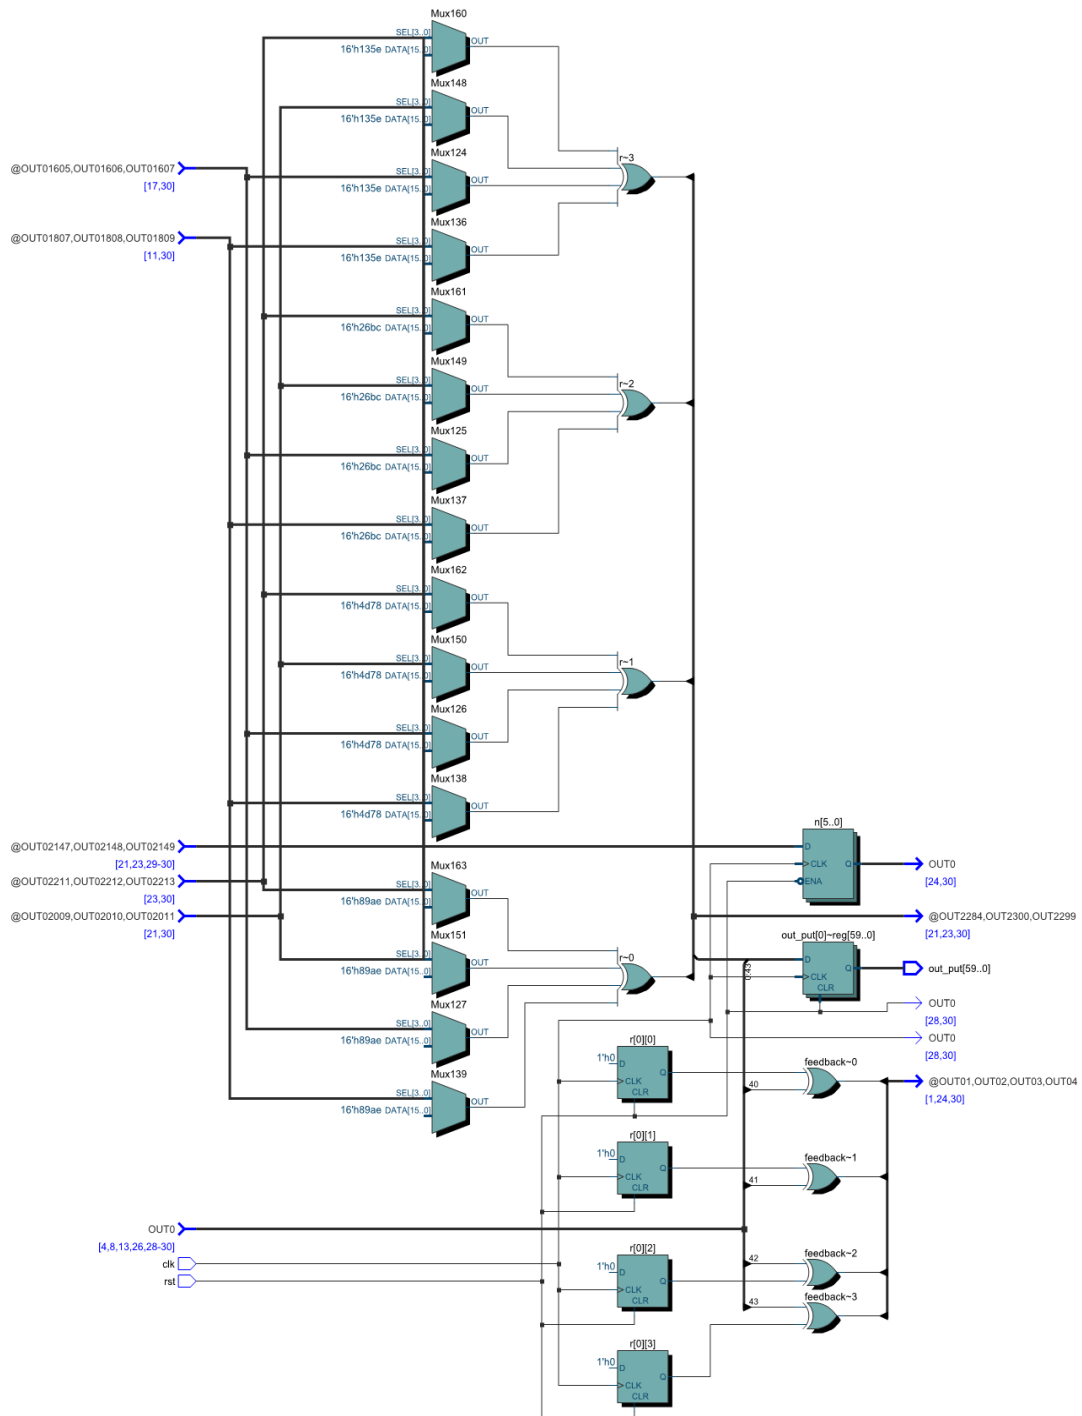 Mux160
SEL[3..0]
OUT
16'h135e DATA[15..0]
Mux148
SEL[3..0]
OUT
16'h135e DATA[15..0]
Mux124
@OUT01605,OUT01606,OUT01607
[17,30]
SEL[3..0]
OUT
16'h135e DATA[15..0]
r~3
Mux136
@OUT01807,OUT01808,OUT01809
[11,30]
SEL[3..0]
OUT
16'h135e DATA[15..0]
Mux161
SEL[3..0]
OUT
16'h26bc DATA[15..0]
Mux149
SEL[3..0]
OUT
16'h26bc DATA[15..0]
r~2
Mux125
SEL[3..0]
OUT
16'h26bc DATA[15..0]
Mux137
SEL[3..0]
OUT
16'h26bc DATA[15..0]
Mux162
SEL[3..0]
OUT
16'h4d78 DATA[15..0]
Mux150
SEL[3..0]
OUT
16'h4d78 DATA[15..0]
r~1
Mux126
SEL[3..0]
OUT
16'h4d78 DATA[15..0]
Mux138
SEL[3..0]
OUT
16'h4d78 DATA[15..0]
n[5..0]
D
CLK
ENA
Q
OUT0
[24,30]
@OUT02147,OUT02148,OUT02149
[21,23,29-30]
@OUT02211,OUT02212,OUT02213
[23,30]
@OUT02009,OUT02010,OUT02011
[21,30]
Mux163
SEL[3..0]
OUT
16'h89ae DATA[15..0]
@OUT2284,OUT2300,OUT2299
[21,23,30]
Mux151
SEL[3..0]
OUT
16'h89ae DATA[15..0]
r~0
out_put[0]~reg[59..0]
D
CLK
CLR
Q
0:43
out_put[59..0]
OUT0
[28,30]
OUT0
[28,30]
Mux127
SEL[3..0]
OUT
16'h89ae DATA[15..0]
Mux139
SEL[3..0]
OUT
16'h89ae DATA[15..0]
r[0][0]
1'h0
D
CLK
CLR
Q
40
feedback~0
@OUT01,OUT02,OUT03,OUT04
[1,24,30]
r[0][1]
1'h0
D
CLK
CLR
Q
41
feedback~1
OUT0
[4,8,13,26,28-30]
clk
rst
r[0][2]
1'h0
D
CLK
CLR
Q
42
feedback~2
43
feedback~3
r[0][3]
1'h0
D
CLK
CLR
Q